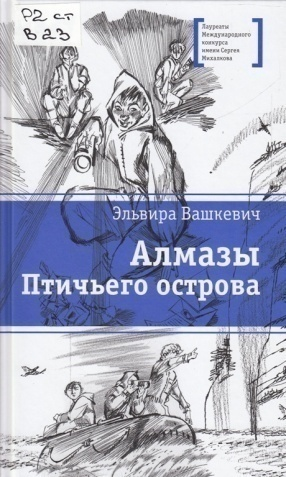 Р2 ст
В 23
Лауреаты
Международного
конкурса
имени Сергея
Михалкова
Эльвира Вашкевич
Алмазы
Птичьего острова